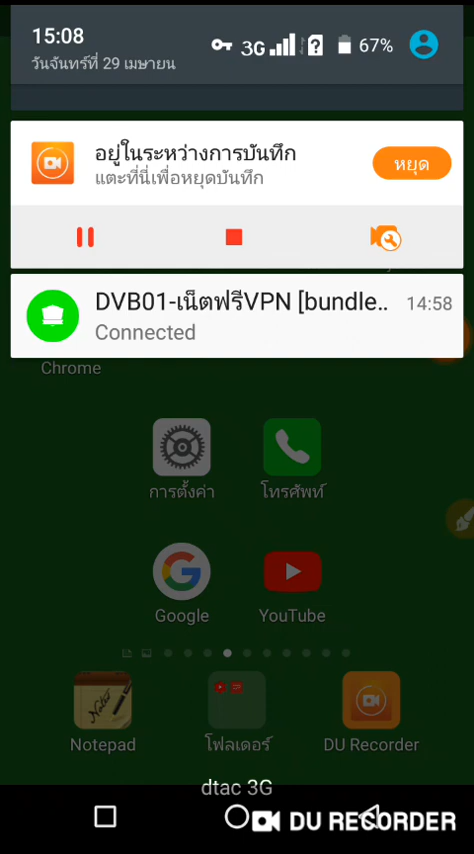 15:08
3G
67%
วันจันทร์ที่ 29 เมษายน
อยู่ในระหว่างการบันทึก
แตะที่นี่เพื่อหยุดบันทึก
หยุด
DVB01-เน็ตฟรีVPN [bundle..
14:58
Connected
Chrome
การตั้งค่า
โทรศัพท์
Google
YouTube
Notes
Notepad
โฟลเดอร์
DU Recorder
dtac 3G
DU RECORDER